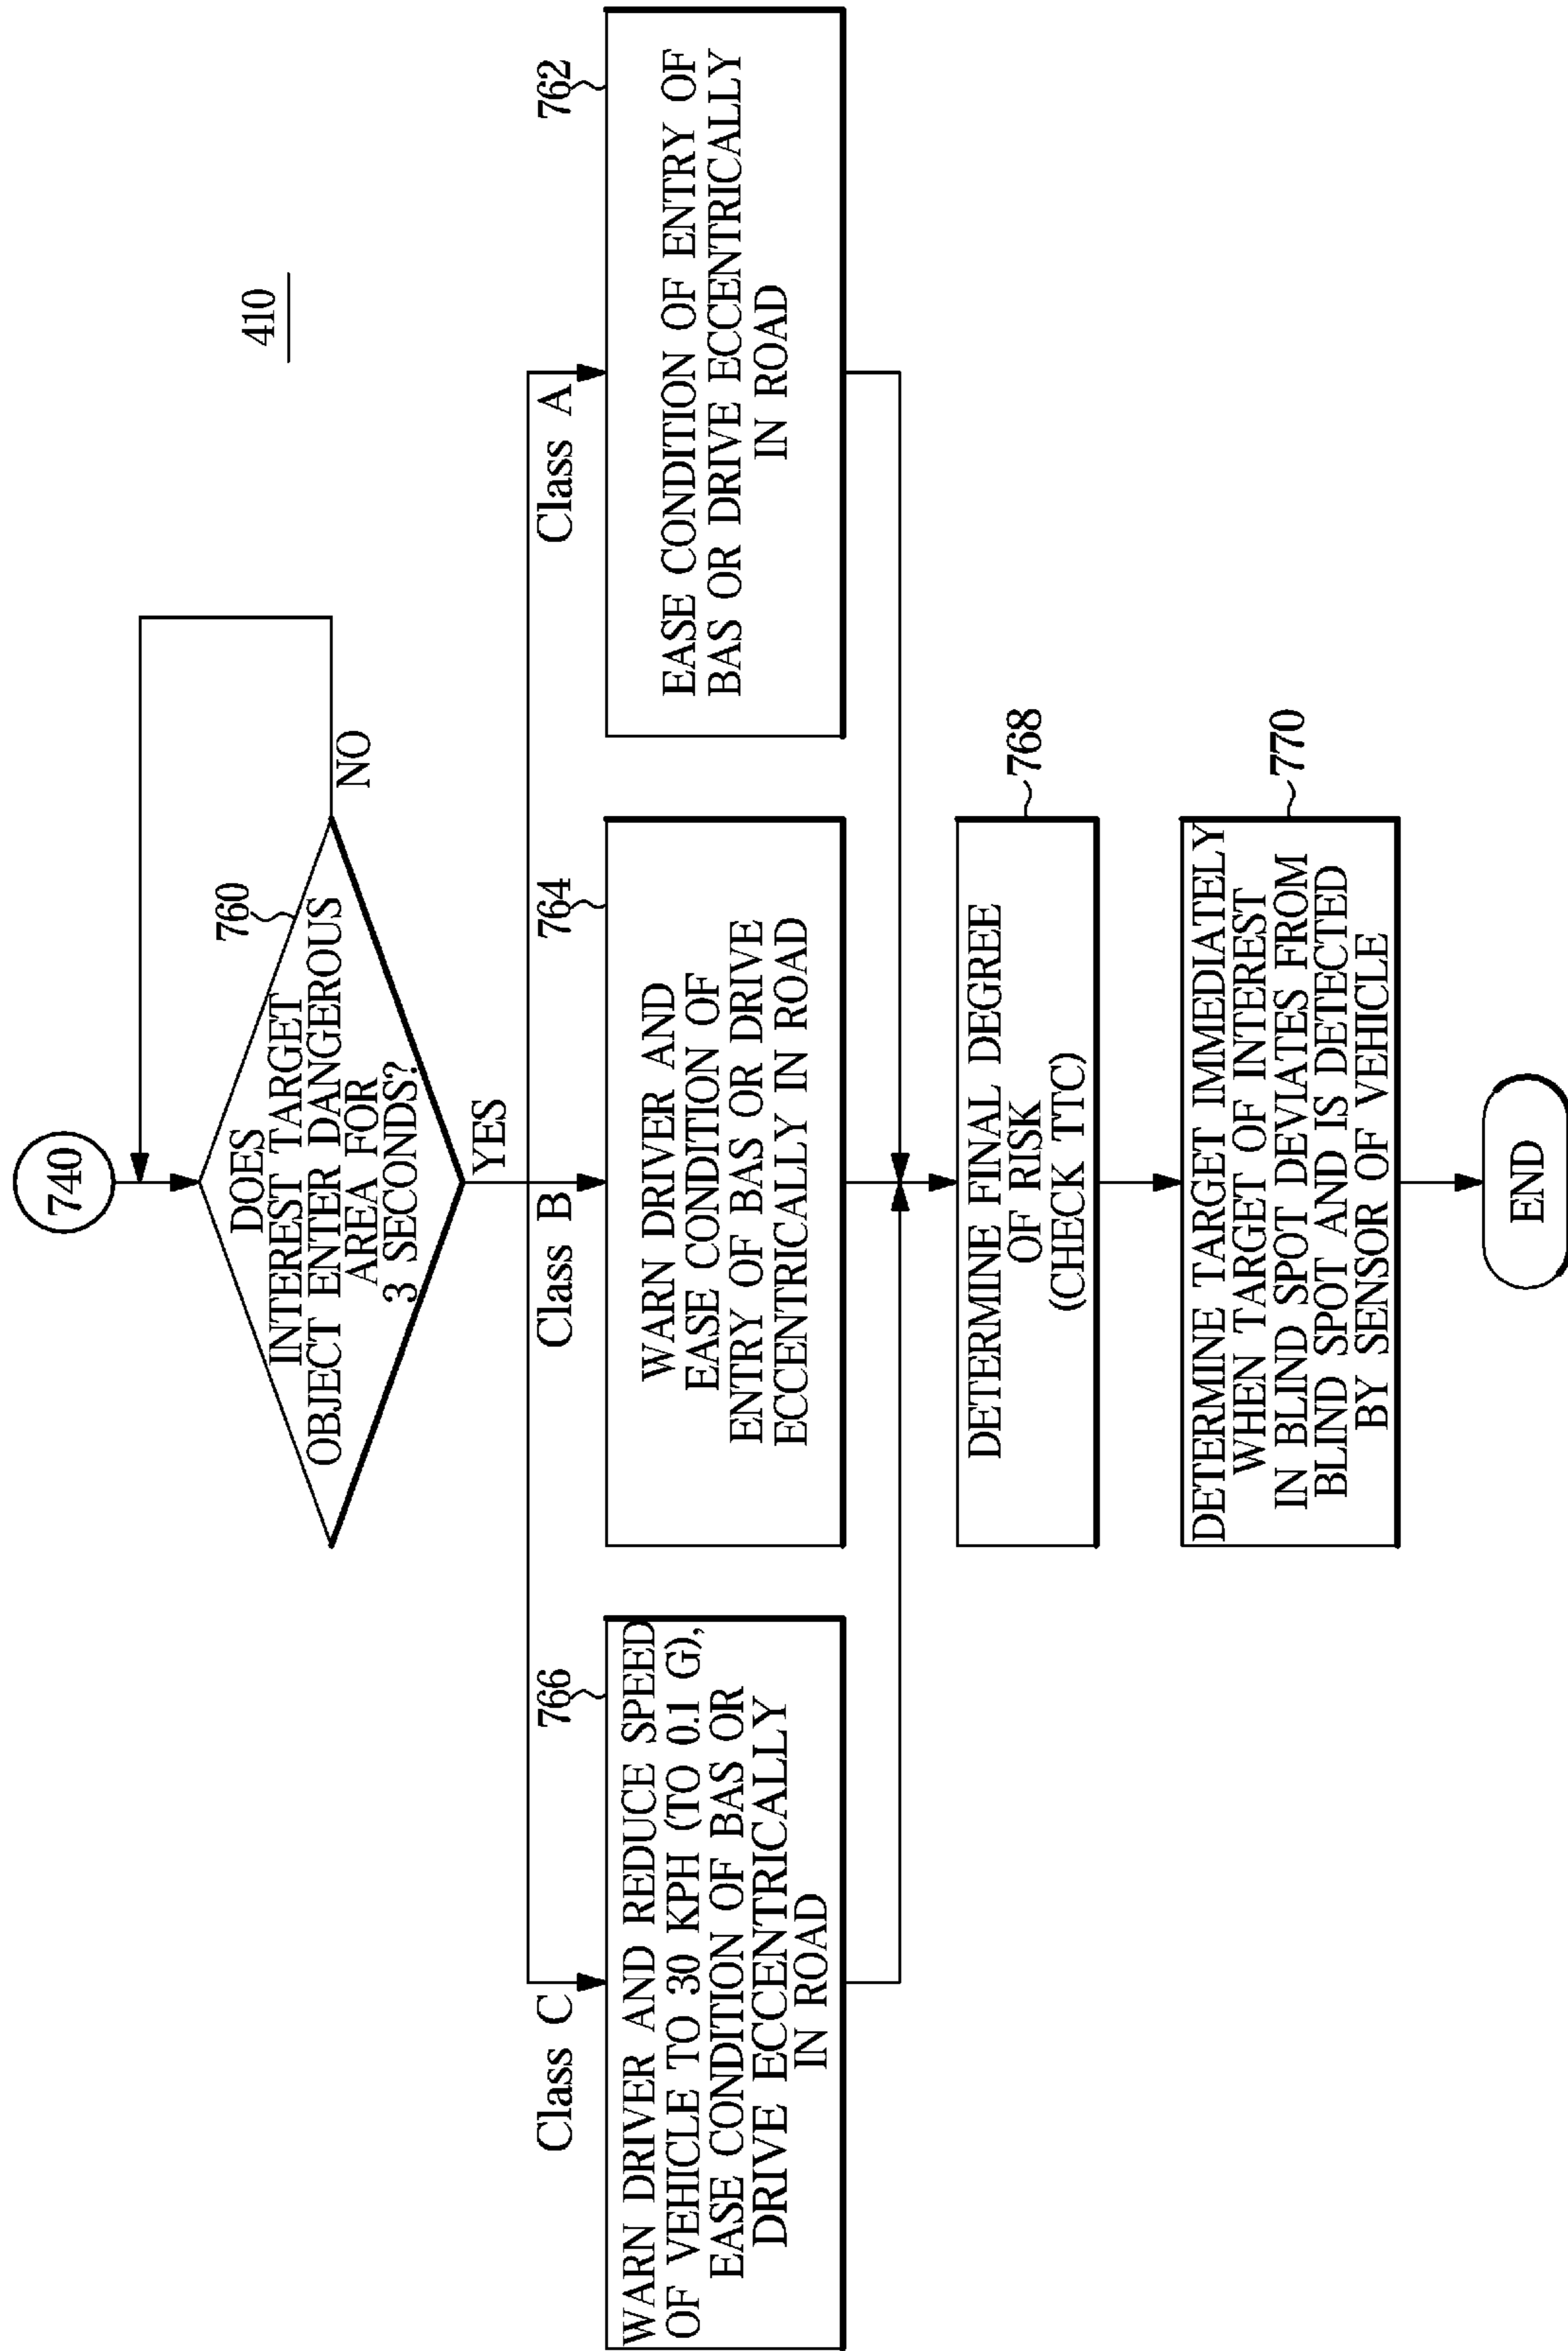 410
740
760
DOES
INTEREST TARGET
OBJECT ENTER DANGEROUS
AREA FOR
3 SECONDS?
NO
YES
Class C
766
WARN DRIVER AND REDUCE SPEED
OF VEHICLE TO 30 KPH (TO 0.1 G),
EASE CONDITION OF BAS OR
DRIVE ECCENTRICALLY
IN ROAD
Class B
764
WARN DRIVER AND
EASE CONDITION OF
ENTRY OF BAS OR DRIVE
ECCENTRICALLY IN ROAD
Class A
762
EASE CONDITION OF ENTRY OF
BAS OR DRIVE ECCENTRICALLY
IN ROAD
768
DETERMINE FINAL DEGREE
OF RISK
(CHECK TTC)
770
DETERMINE TARGET IMMEDIATELY
WHEN TARGET OF INTEREST
IN BLIND SPOT DEVIATES FROM
BLIND SPOT AND IS DETECTED
BY SENSOR OF VEHICLE
END